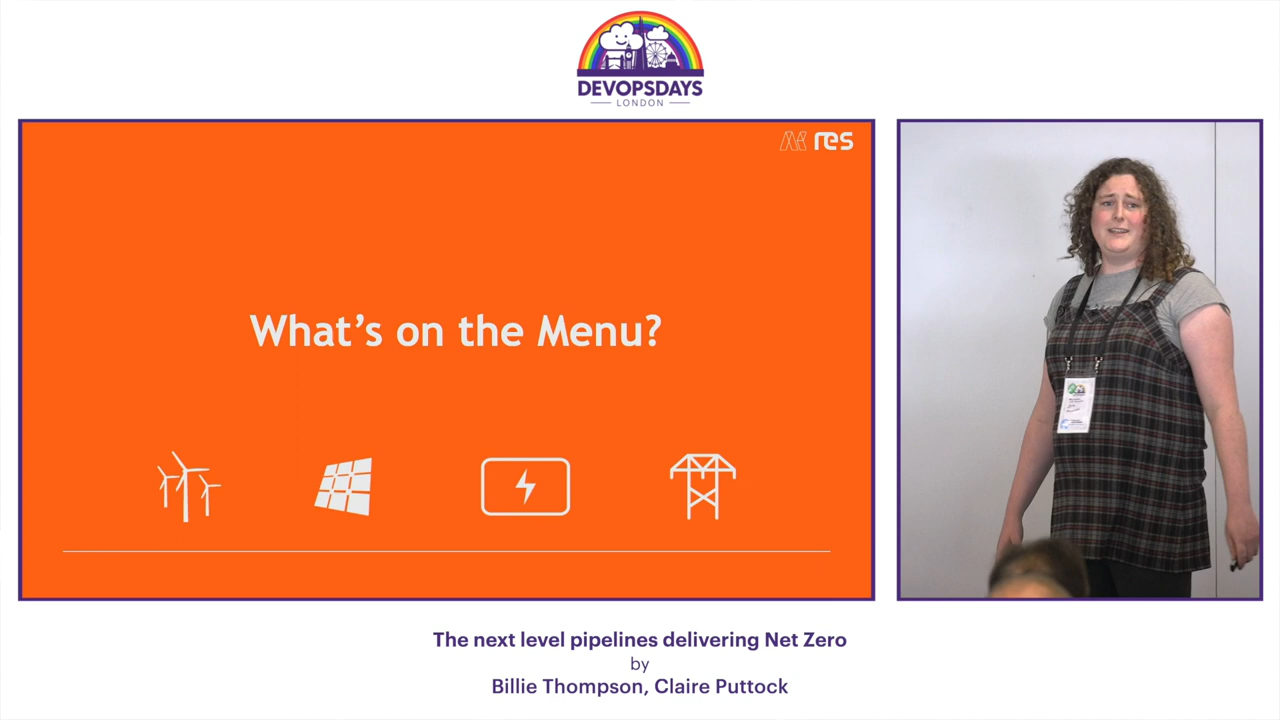 DEVOPSDAYS
LONDON
res
What's on the Menu?
The next level pipelines delivering Net Zero
by
Billie Thompson, Claire Puttock